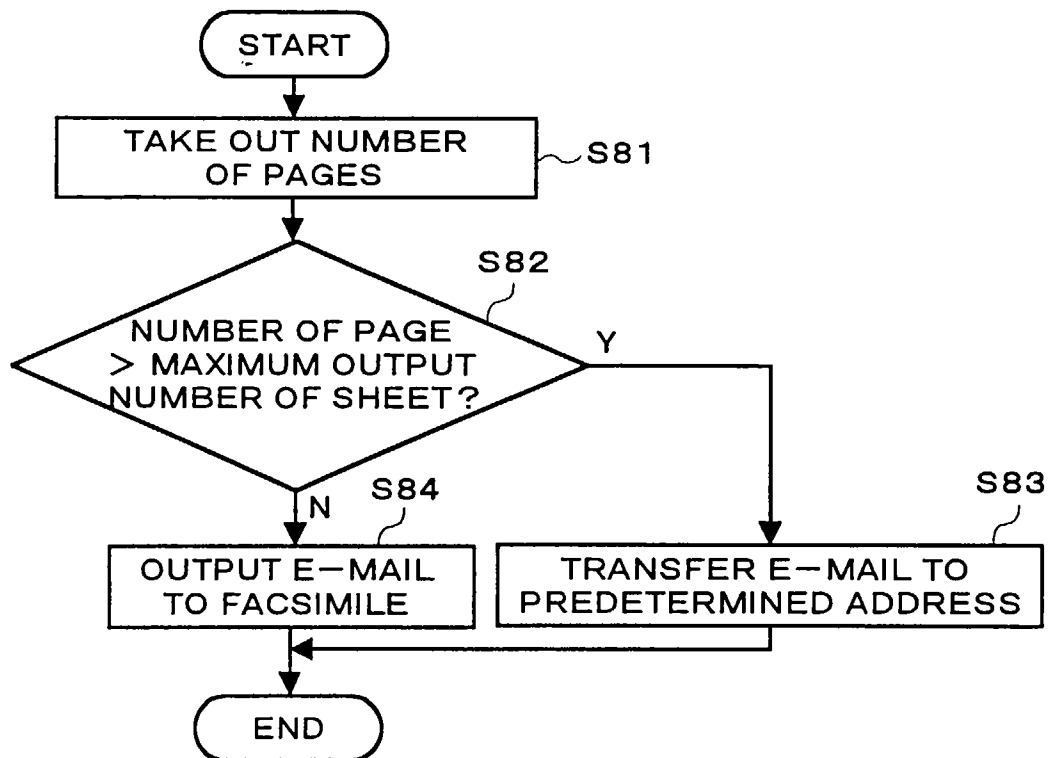 START
TAKE OUT NUMBER
OF PAGES
S81
S82
NUMBER OF PAGE
> MAXIMUM OUTPUT
NUMBER OF SHEET?
Y
N
S84
S83
OUTPUT E-MAIL
TO FACSIMILE
TRANSFER E-MAIL TO
PREDETERMINED ADDRESS
END